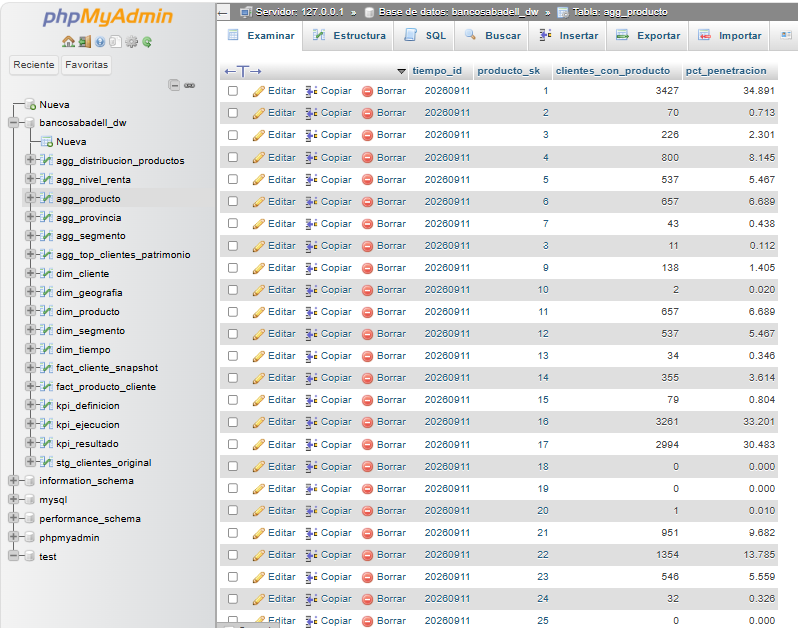 phpMyAdmin
Reciente Favoritas
Nueva
bancosabadell_dw
Nueva
agg_distribucion_productos
agg_nivel_renta
agg_producto
agg_provincia
agg_segmento
agg_top_clientes_patrimonio
dim_cliente
dim_geografia
dim_producto
dim_segmento
dim_tiempo
fact_cliente_snapshot
fact_producto_cliente
kpi_definicion
kpi_ejecucion
kpi_resultado
stg_clientes_original
information_schema
mysql
performance_schema
phpmyadmin
test
Servidor: 127.0.0.1 » Base de datos: bancosabadell_dw » Tabla: agg_producto
Examinar Estructura SQL Buscar Insertar Exportar Importar
←T→ tiempo_id producto_sk clientes_con_producto pct_penetracion
Editar Copiar Borrar 20260911 1 3427 34.891
Editar Copiar Borrar 20260911 2 70 0.713
Editar Copiar Borrar 20260911 3 226 2.301
Editar Copiar Borrar 20260911 4 800 8.145
Editar Copiar Borrar 20260911 5 537 5.467
Editar Copiar Borrar 20260911 6 657 6.689
Editar Copiar Borrar 20260911 7 43 0.438
Editar Copiar Borrar 20260911 3 11 0.112
Editar Copiar Borrar 20260911 9 138 1.405
Editar Copiar Borrar 20260911 10 2 0.020
Editar Copiar Borrar 20260911 11 657 6.689
Editar Copiar Borrar 20260911 12 537 5.467
Editar Copiar Borrar 20260911 13 34 0.346
Editar Copiar Borrar 20260911 14 355 3.614
Editar Copiar Borrar 20260911 15 79 0.804
Editar Copiar Borrar 20260911 16 3261 33.201
Editar Copiar Borrar 20260911 17 2994 30.483
Editar Copiar Borrar 20260911 18 0 0.000
Editar Copiar Borrar 20260911 19 0 0.000
Editar Copiar Borrar 20260911 20 1 0.010
Editar Copiar Borrar 20260911 21 951 9.682
Editar Copiar Borrar 20260911 22 1354 13.785
Editar Copiar Borrar 20260911 23 546 5.559
Editar Copiar Borrar 20260911 24 32 0.326
Editar Copiar Borrar 20260911 25 0 0.000